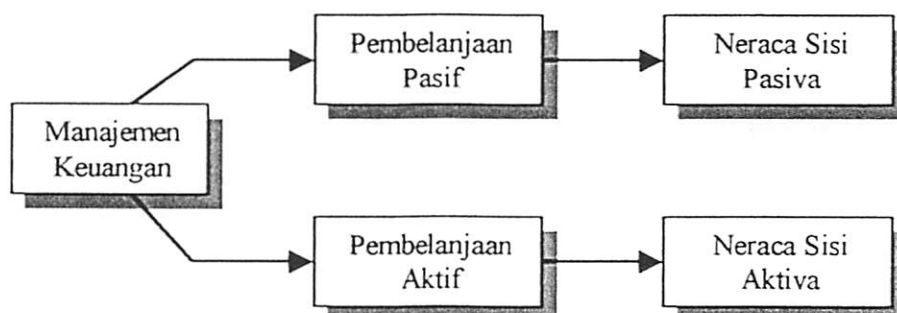 Pembelanjaan
Pasif
Neraca Sisi
Pasiva
Manajemen
Keuangan
Pembelanjaan
Aktif
Neraca Sisi
Aktiva